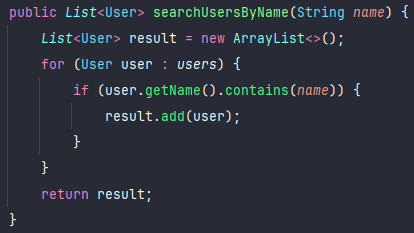 public List<User> searchUsersByName(String name) {
    List<User> result = new ArrayList<>();
    for (User user : users) {
        if (user.getName().contains(name)) {
            result.add(user);
        }
    }
    return result;
}